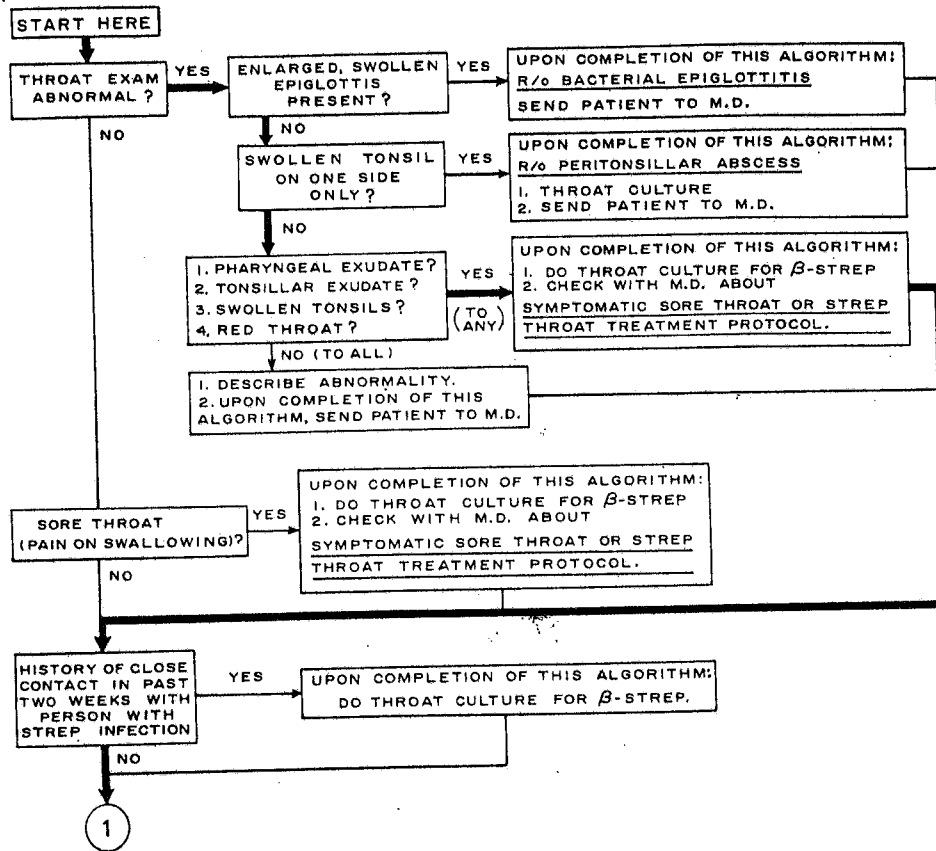 START HERE
THROAT EXAM
ABNORMAL?
YES
NO
ENLARGED, SWOLLEN
EPIGLOTTIS
PRESENT?
YES
NO
UPON COMPLETION OF THIS ALGORITHM:
R/o BACTERIAL EPIGLOTTITIS
SEND PATIENT TO M.D.
SWOLLEN TONSIL
ON ONE SIDE
ONLY?
YES
NO
UPON COMPLETION OF THIS ALGORITHM:
R/o PERITONSILLAR ABSCESS
1. THROAT CULTURE
2. SEND PATIENT TO M.D.
1. PHARYNGEAL EXUDATE?
2. TONSILLAR EXUDATE?
3. SWOLLEN TONSILS?
4. RED THROAT?
YES
(TO ANY)
NO (TO ALL)
UPON COMPLETION OF THIS ALGORITHM:
1. DO THROAT CULTURE FOR β-STREP
2. CHECK WITH M.D. ABOUT
SYMPTOMATIC SORE THROAT OR STREP
THROAT TREATMENT PROTOCOL.
1. DESCRIBE ABNORMALITY.
2. UPON COMPLETION OF THIS
ALGORITHM, SEND PATIENT TO M.D.
SORE THROAT
(PAIN ON SWALLOWING)?
YES
NO
UPON COMPLETION OF THIS ALGORITHM:
1. DO THROAT CULTURE FOR β-STREP
2. CHECK WITH M.D. ABOUT
SYMPTOMATIC SORE THROAT OR STREP
THROAT TREATMENT PROTOCOL.
HISTORY OF CLOSE
CONTACT IN PAST
TWO WEEKS WITH
PERSON WITH
STREP INFECTION
YES
NO
UPON COMPLETION OF THIS ALGORITHM:
DO THROAT CULTURE FOR β-STREP.
1